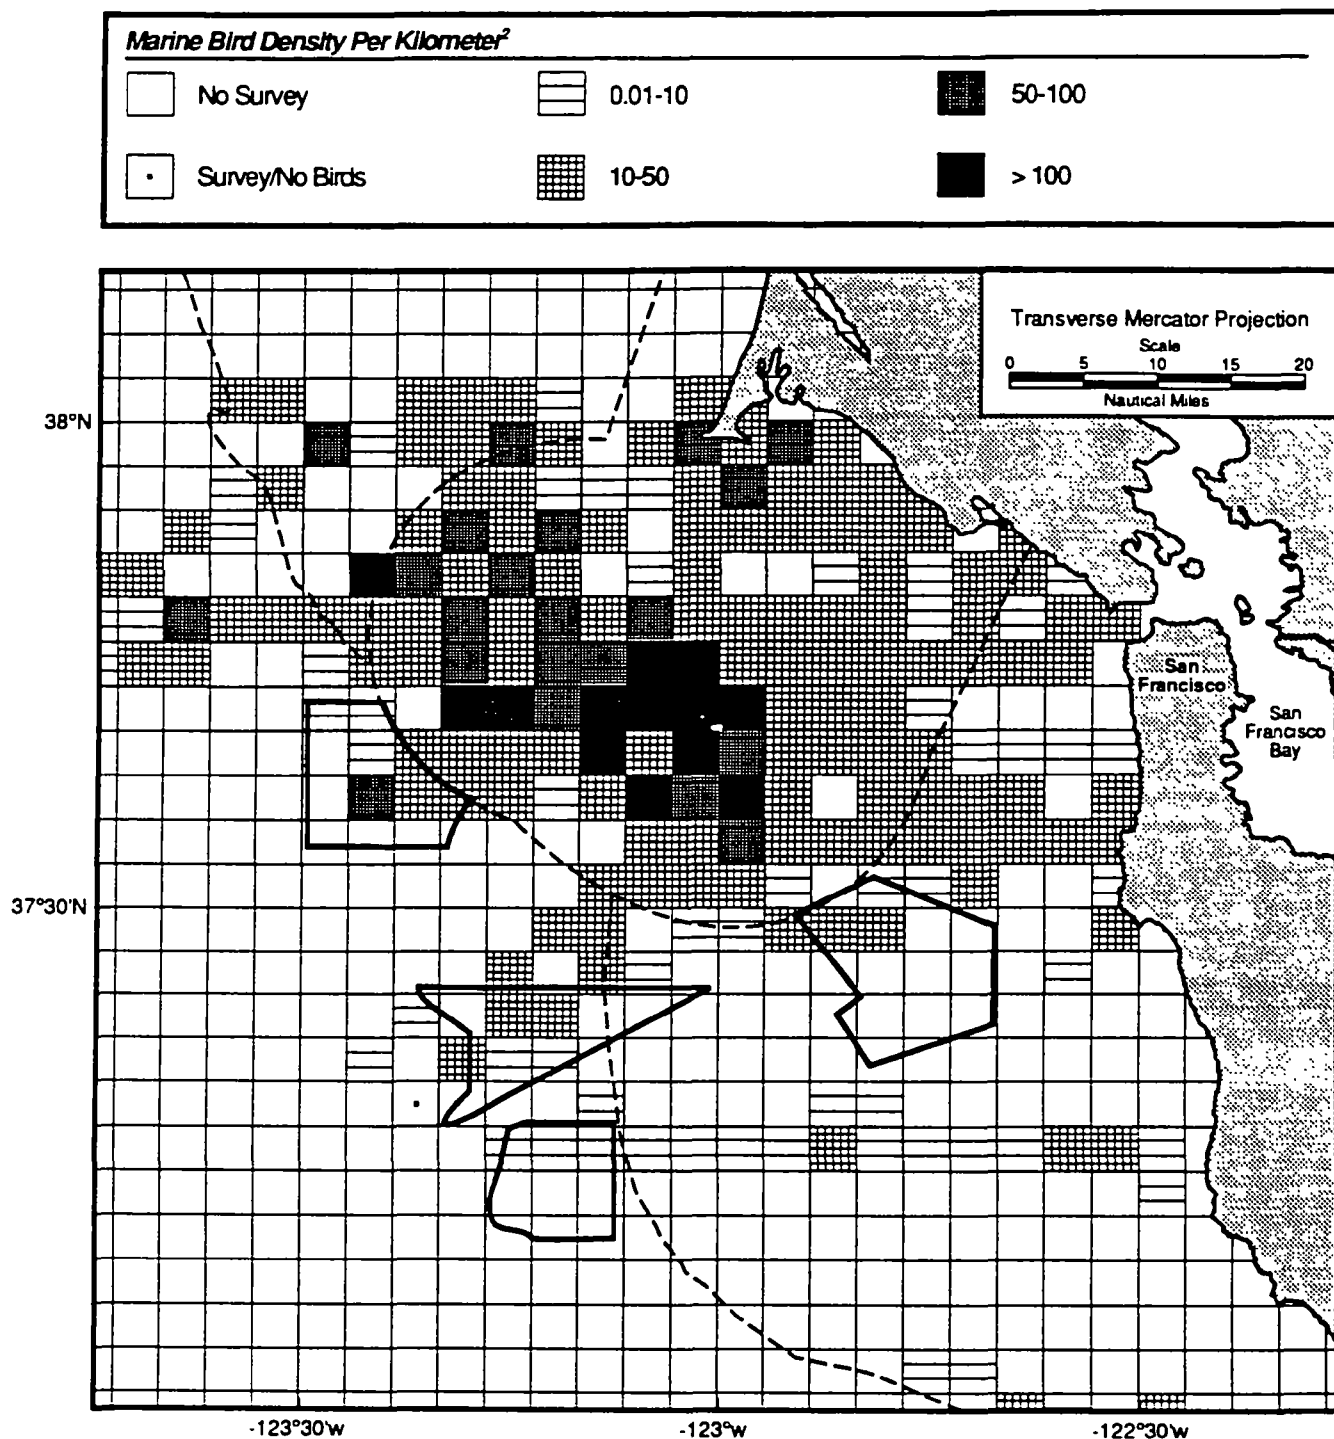 Marine Bird Density Per Kilometer²
No Survey
0.01-10
50-100
Survey/No Birds
10-50
> 100
Transverse Mercator Projection
Scale
0 5 10 15 20
Nautical Miles
38°N
San
Francisco
San
Francisco
Bay
37°30'N
-123°30'W
-123°W
-122°30'W